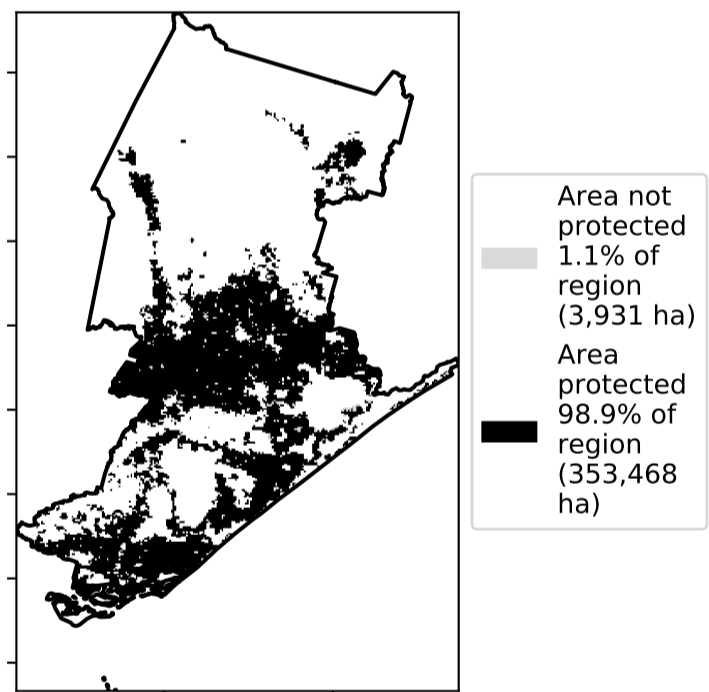 Area not
protected
1.1% of
region
(3,931 ha)
Area
protected
98.9% of
region
(353,468
ha)